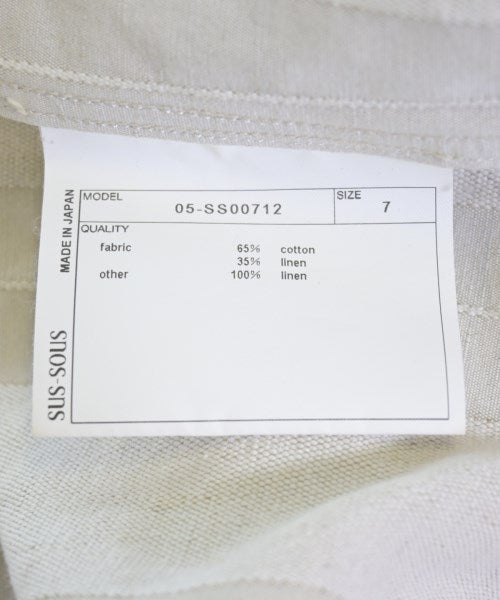 MADE IN JAPAN
SUS-SOUS
MODEL 05-SS00712 SIZE 7
QUALITY
fabric 65% cotton
35% linen
other 100% linen